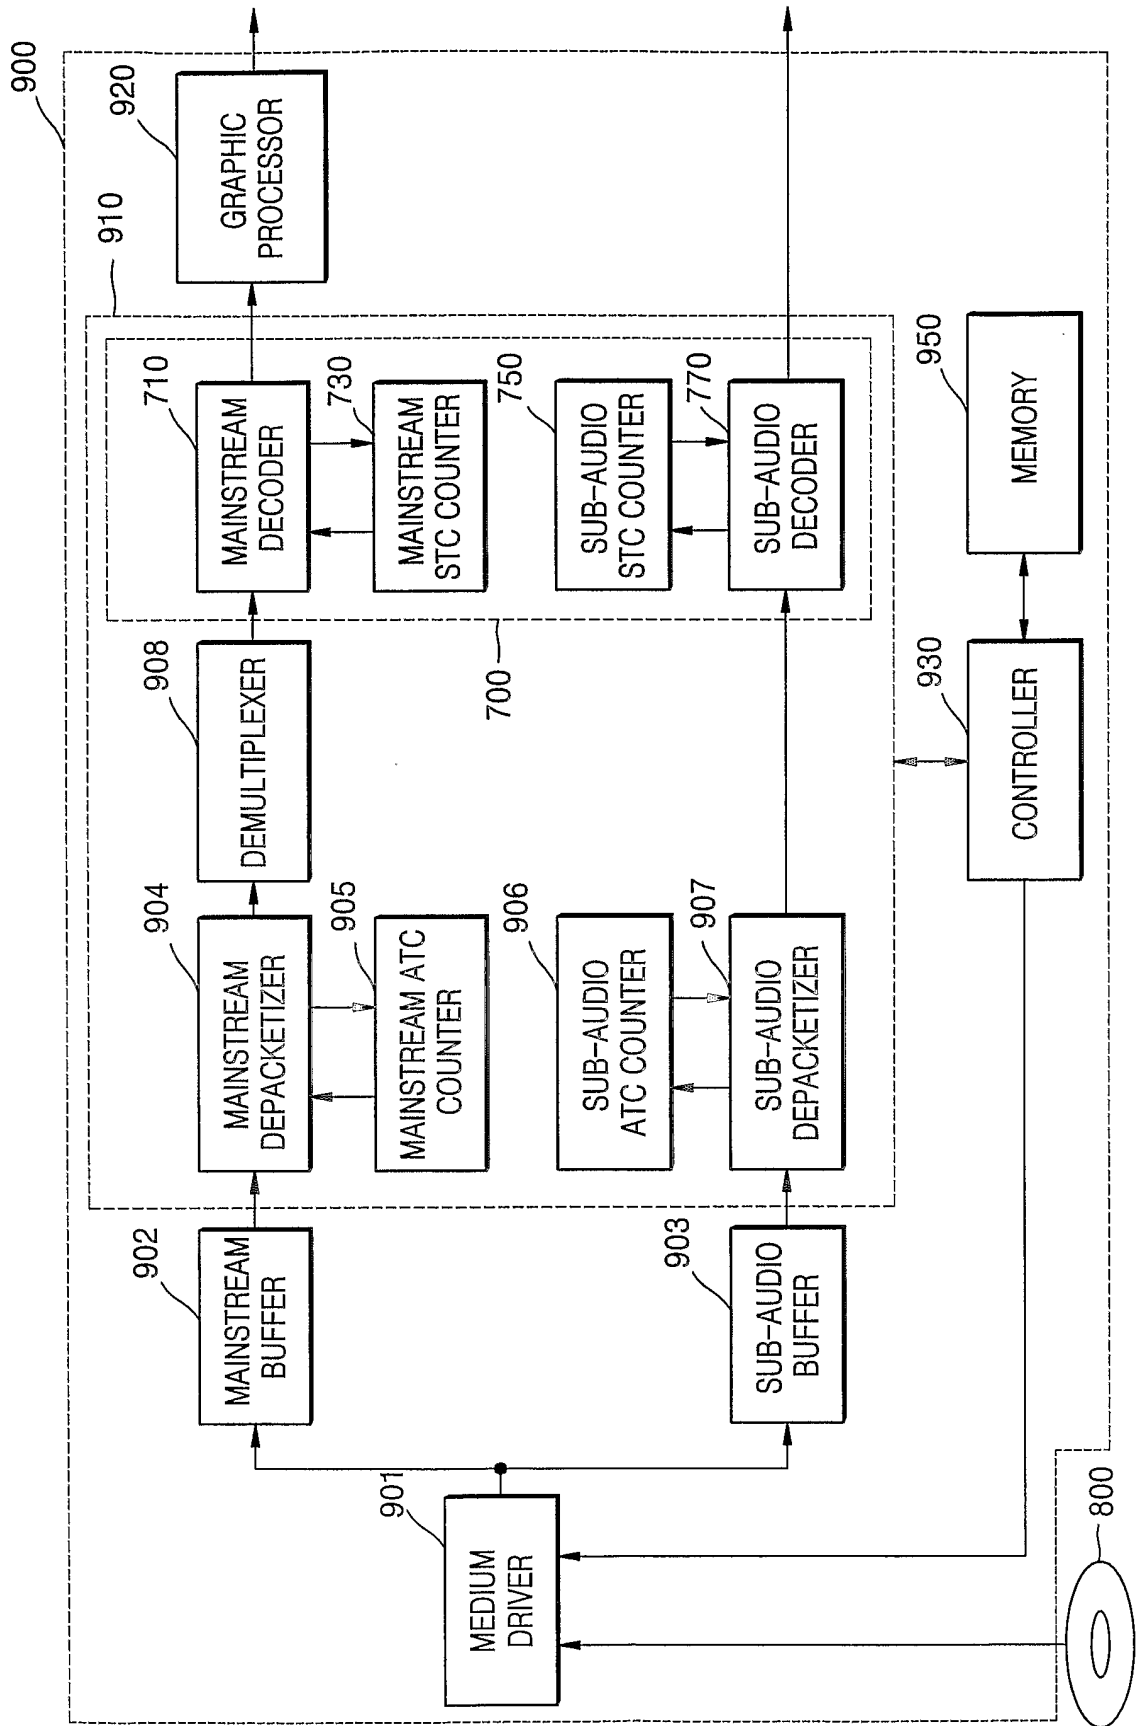 900
910
920
GRAPHIC
PROCESSOR
710
MAINSTREAM
DECODER
730
MAINSTREAM
STC COUNTER
750
SUB-AUDIO
STC COUNTER
770
SUB-AUDIO
DECODER
700
908
DEMULTIPLEXER
904
MAINSTREAM
DEPACKETIZER
905
MAINSTREAM ATC
COUNTER
906
SUB-AUDIO
ATC COUNTER
907
SUB-AUDIO
DEPACKETIZER
902
MAINSTREAM
BUFFER
903
SUB-AUDIO
BUFFER
901
MEDIUM
DRIVER
950
MEMORY
930
CONTROLLER
800